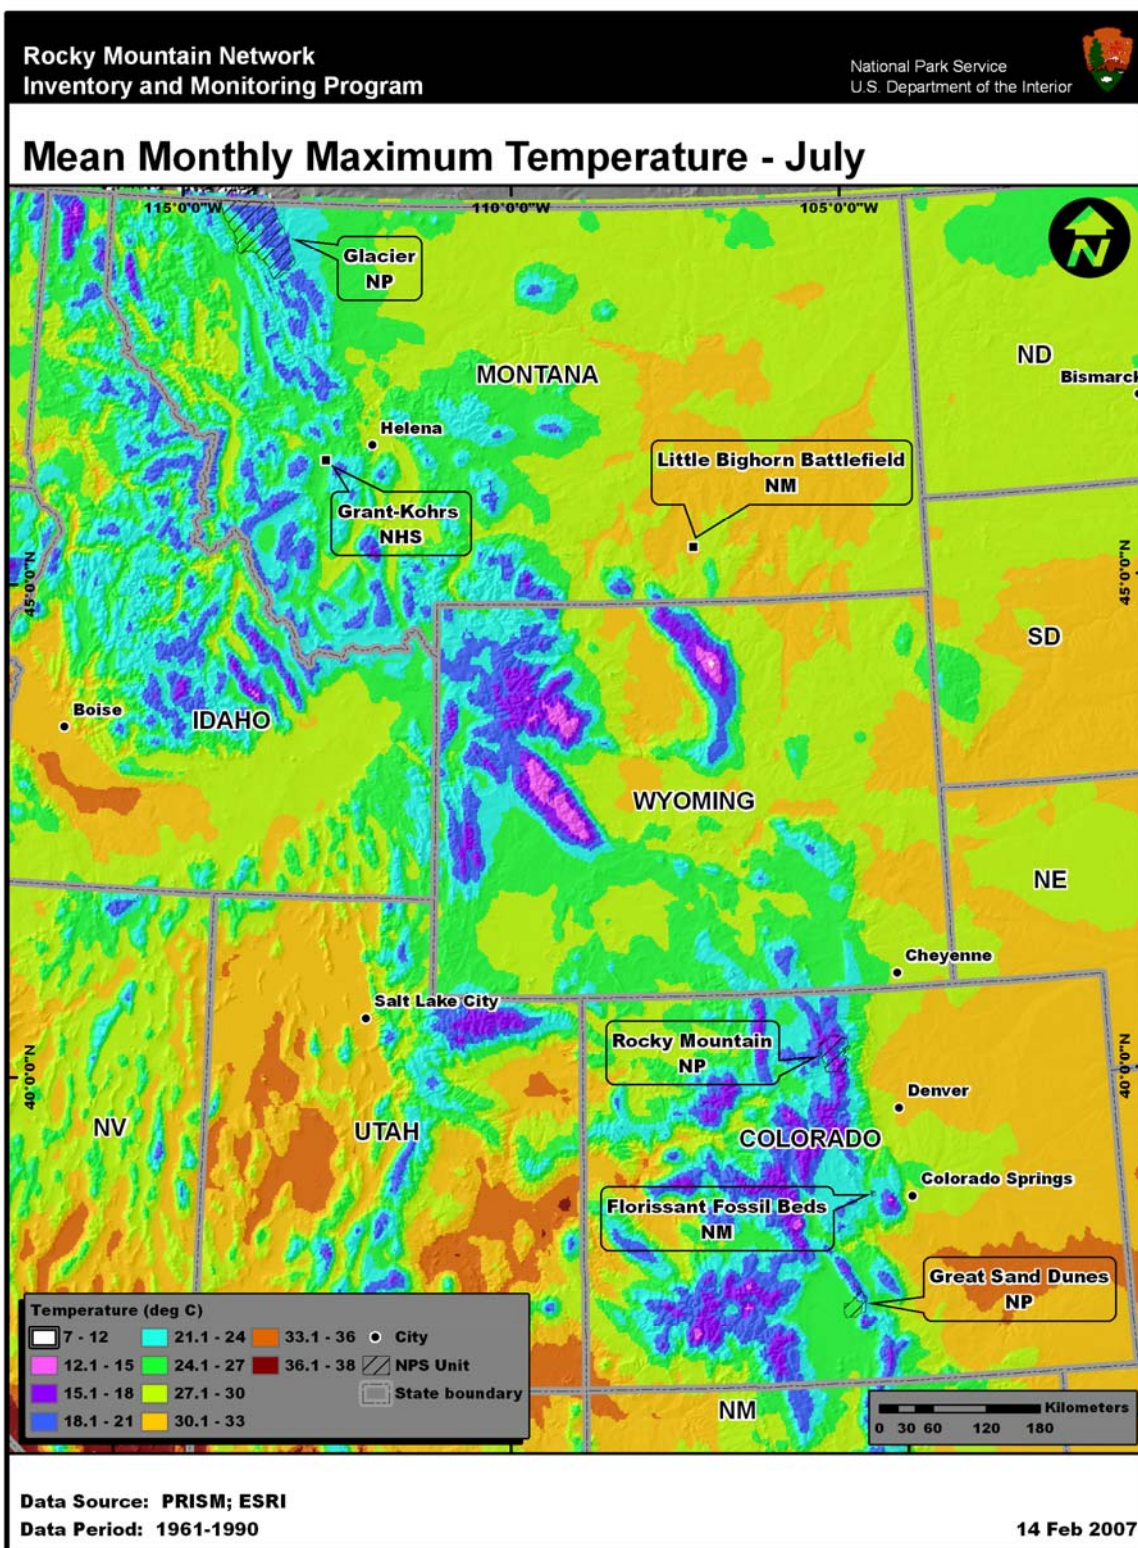 Rocky Mountain Network
Inventory and Monitoring Program
National Park Service
U.S. Department of the Interior
Mean Monthly Maximum Temperature - July
115°0'0"W
110°0'0"W
105°0'0"W
N
Glacier
NP
MONTANA
ND
Bismarck
Helena
Little Bighorn Battlefield
NM
Grant-Kohrs
NHS
45°0'0"N
45°0'0"N
SD
Boise
IDAHO
WYOMING
NE
Cheyenne
Salt Lake City
Rocky Mountain
NP
40°0'0"N
40°0'0"N
Denver
NV
UTAH
COLORADO
Colorado Springs
Florissant Fossil Beds
NM
Great Sand Dunes
NP
Temperature (deg C)
7 - 12
21.1 - 24
33.1 - 36
City
12.1 - 15
24.1 - 27
36.1 - 38
NPS Unit
15.1 - 18
27.1 - 30
State boundary
18.1 - 21
30.1 - 33
NM
Kilometers
0 30 60 120 180
Data Source: PRISM; ESRI
Data Period: 1961-1990
14 Feb 2007